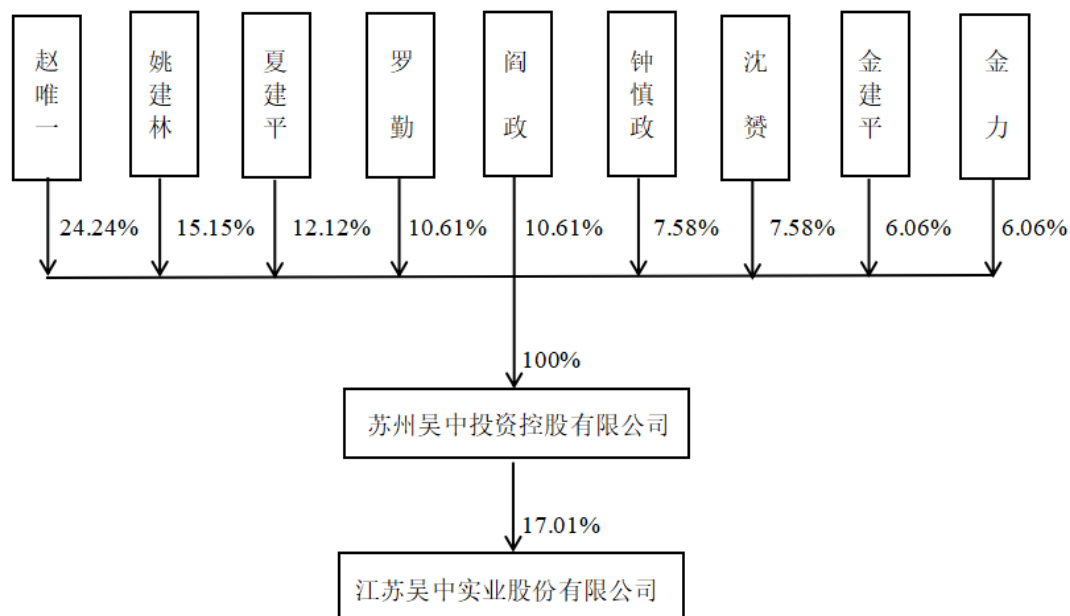 赵唯一
姚建林
夏建平
罗勤
阎政
钟慎政
沈赟
金建平
金力
24.24%
15.15%
12.12%
10.61%
10.61%
7.58%
7.58%
6.06%
6.06%
100%
苏州吴中投资控股有限公司
17.01%
江苏吴中实业股份有限公司